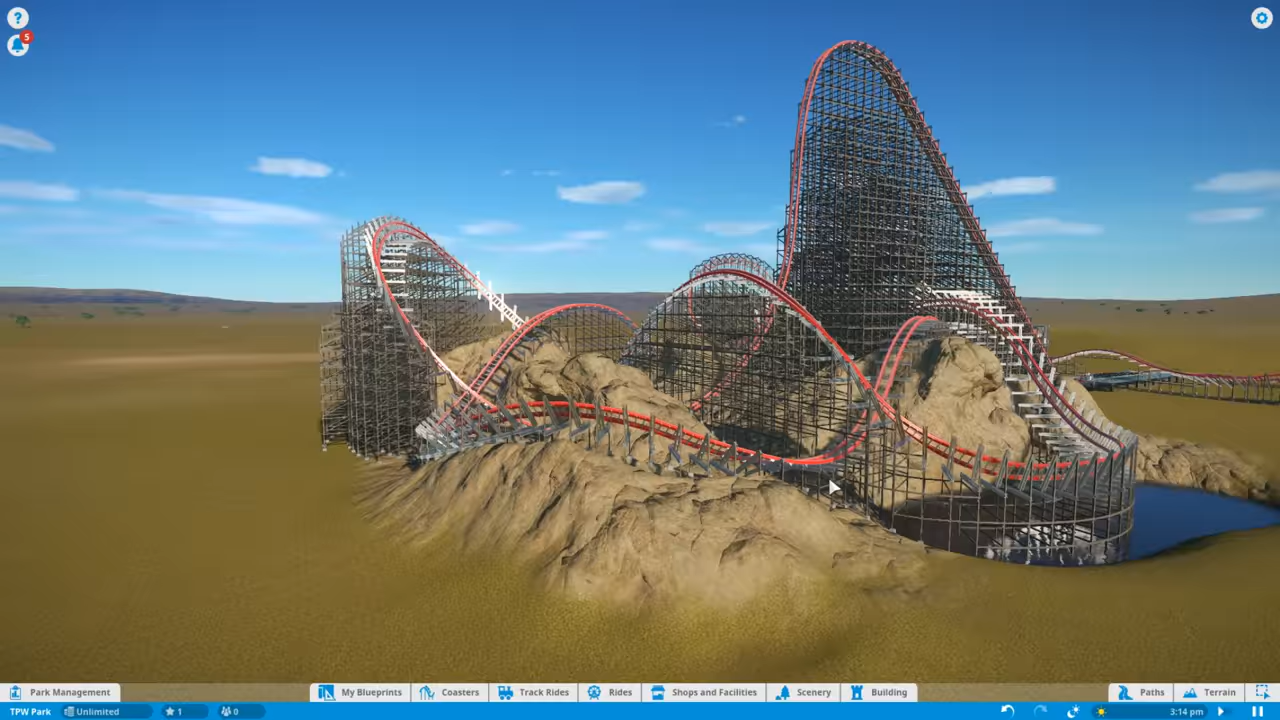 ?
5
Park Management
My Blueprints
Coasters
Track Rides
Rides
Shops and Facilities
Scenery
Building
Paths
Terrain
TPW Park
Unlimited
1
0
3:14 pm